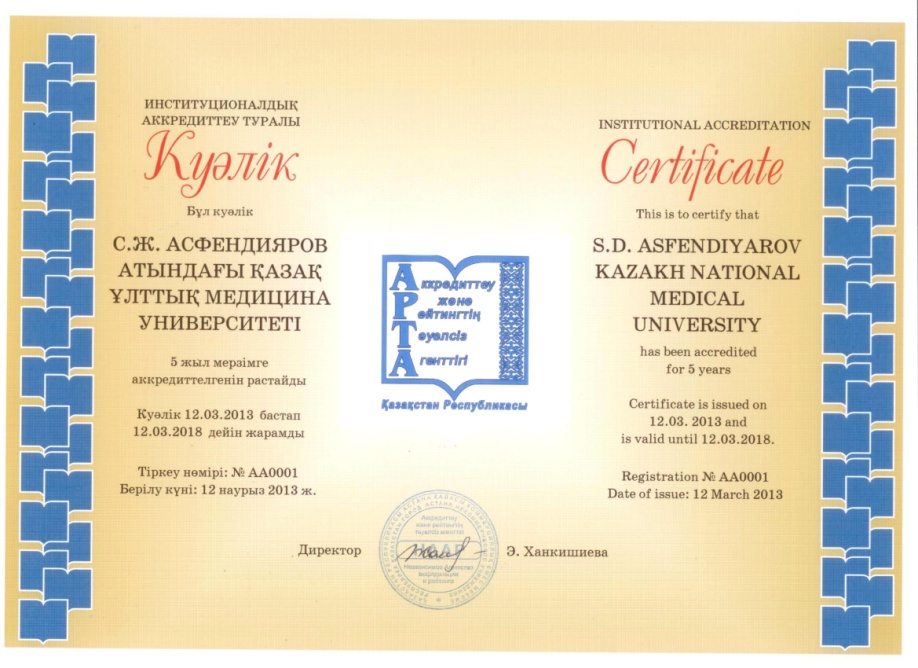 ИНСТИТУЦИОНАЛДЫҚ
АККРЕДИТТЕУ ТУРАЛЫ
Куәлік
Бұл куәлік
С.Ж. АСФЕНДИЯРОВ
АТЫНДАҒЫ ҚАЗАҚ
ҰЛТТЫҚ МЕДИЦИНА
УНИВЕРСИТЕТІ
5 жыл мерзімге
аккредиттелгенін растайды
Куәлік 12.03.2013 бастап
12.03.2018 дейін жарамды
Тіркеу нөмірі: № АА0001
Берілу күні: 12 наурыз 2013 ж.
Аккредиттеу
және
Рейтингтің
Тәуелсіз
Агенттігі
Қазақстан Республикасы
INSTITUTIONAL ACCREDITATION
Certificate
This is to certify that
S.D. ASFENDIYAROV
KAZAKH NATIONAL
MEDICAL
UNIVERSITY
has been accredited
for 5 years
Certificate is issued on
12.03. 2013 and
is valid until 12.03.2018.
Registration № AA0001
Date of issue: 12 March 2013
Директор
Э. Ханкишиева
Аккредиттеу
және рейтингтің
НААР